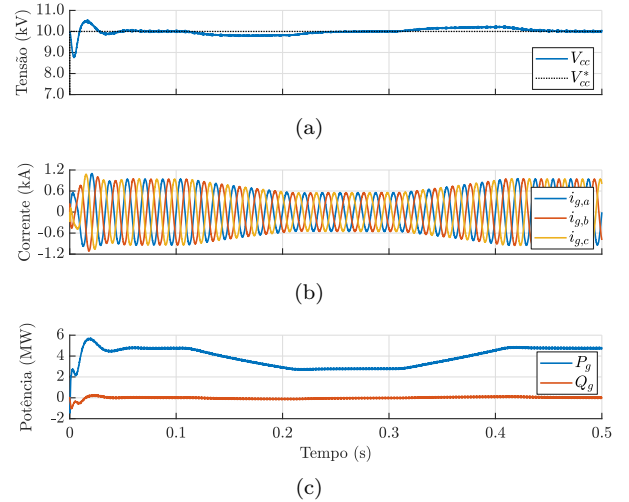 Tensão (kV)
11.0
10.0
9.0
8.0
7.0
V_cc
V*_cc
(a)
Corrente (kA)
1.2
0.6
0
-0.6
-1.2
i_g,a
i_g,b
i_g,c
(b)
Potência (MW)
6
4
2
0
-2
P_g
Q_g
0 0.1 0.2 0.3 0.4 0.5
Tempo (s)
(c)